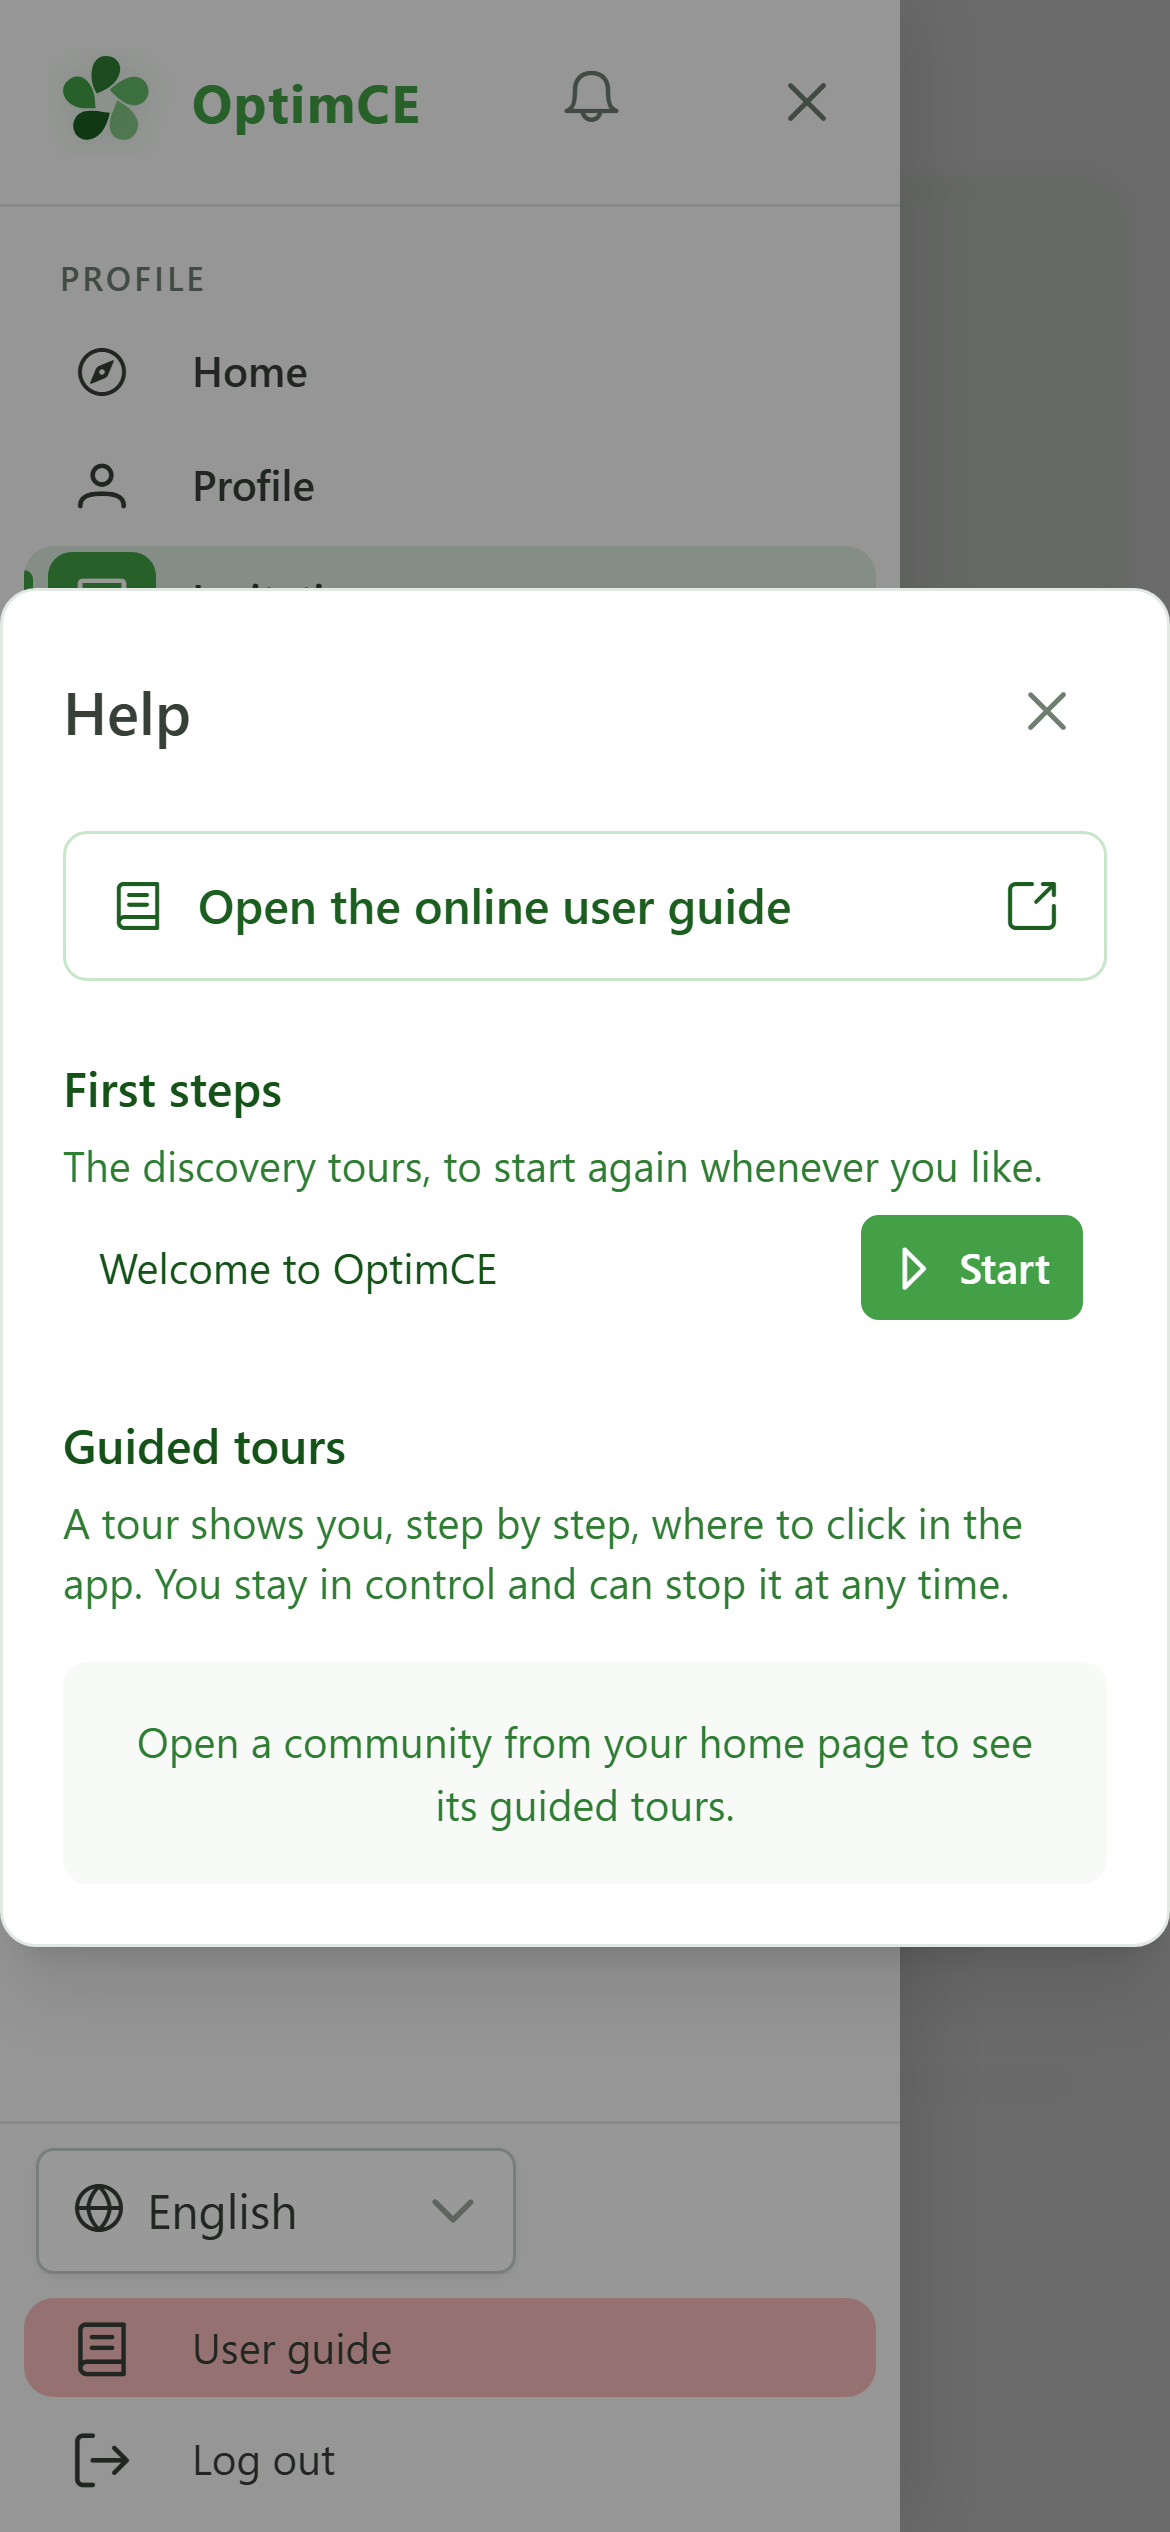 OptimCE
PROFILE
Home
Profile
Help
Open the online user guide
First steps
The discovery tours, to start again whenever you like.
Welcome to OptimCE
Start
Guided tours
A tour shows you, step by step, where to click in the
app. You stay in control and can stop it at any time.
Open a community from your home page to see
its guided tours.
English
User guide
Log out